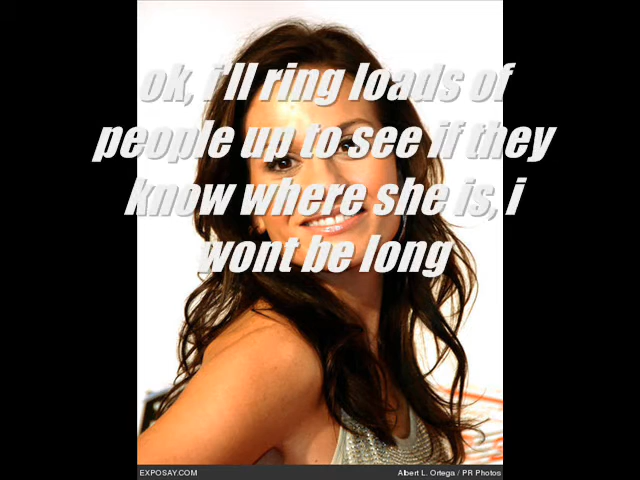 ok, i'll ring loads of
people up to see if they
know where she is, i
wont be long
EXPOSAY.COM
Albert L. Ortega / PR Photos